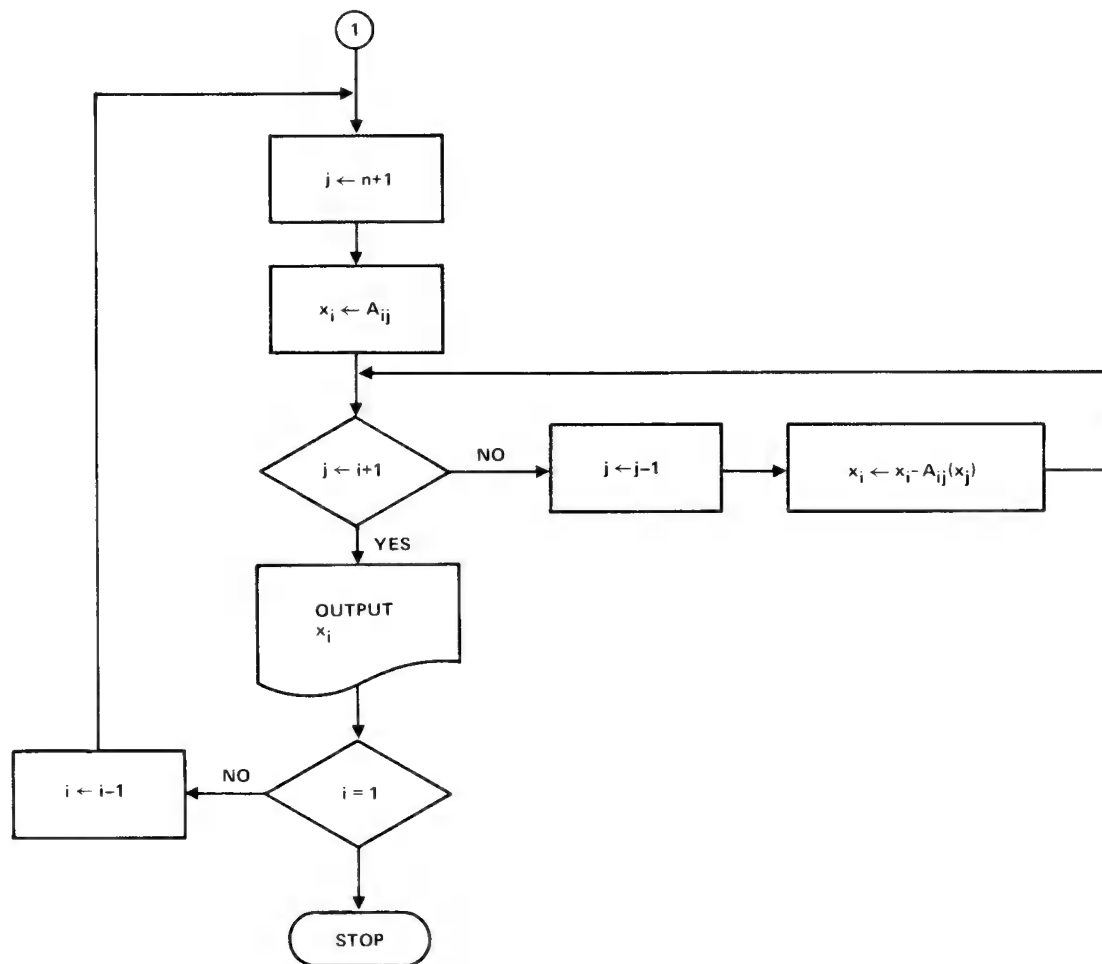 1
j ← n+1
x_i ← A_ij
j ← i+1
NO
j ← j−1
x_i ← x_i - A_ij(x_j)
YES
OUTPUT
x_i
i = 1
NO
i ← i−1
STOP